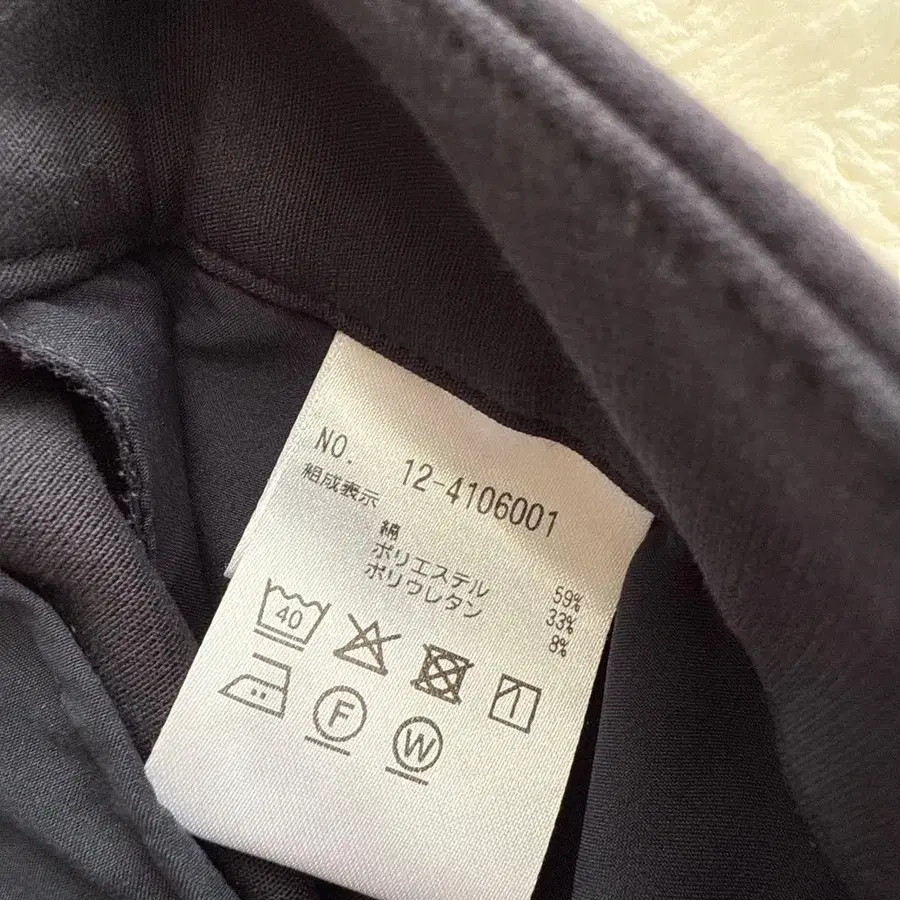 NO. 12-4106001
組成表示
綿 59%
ポリエステル 33%
ポリウレタン 8%
40
F
W